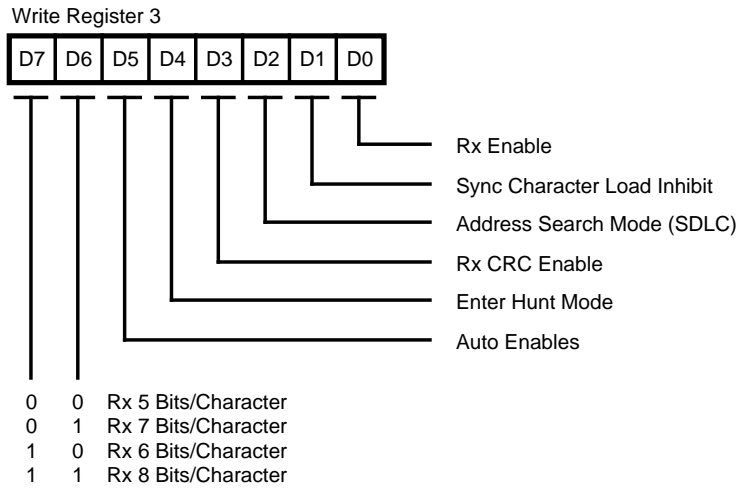 Write Register 3
D7 D6 D5 D4 D3 D2 D1 D0
Rx Enable
Sync Character Load Inhibit
Address Search Mode (SDLC)
Rx CRC Enable
Enter Hunt Mode
Auto Enables
0 0 Rx 5 Bits/Character
0 1 Rx 7 Bits/Character
1 0 Rx 6 Bits/Character
1 1 Rx 8 Bits/Character